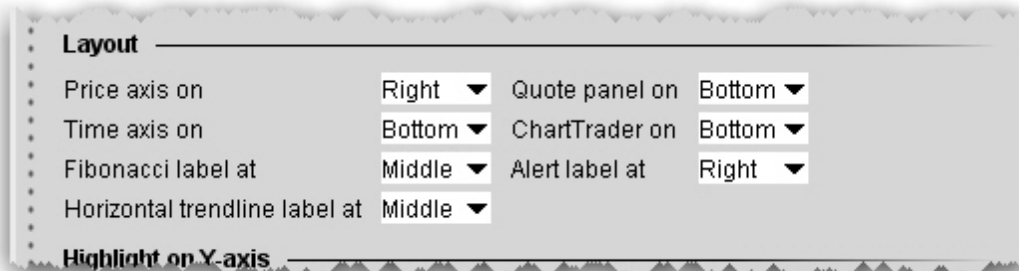 Layout
Price axis on Right Quote panel on Bottom
Time axis on Bottom ChartTrader on Bottom
Fibonacci label at Middle Alert label at Right
Horizontal trendline label at Middle
Highlight on Y-axis